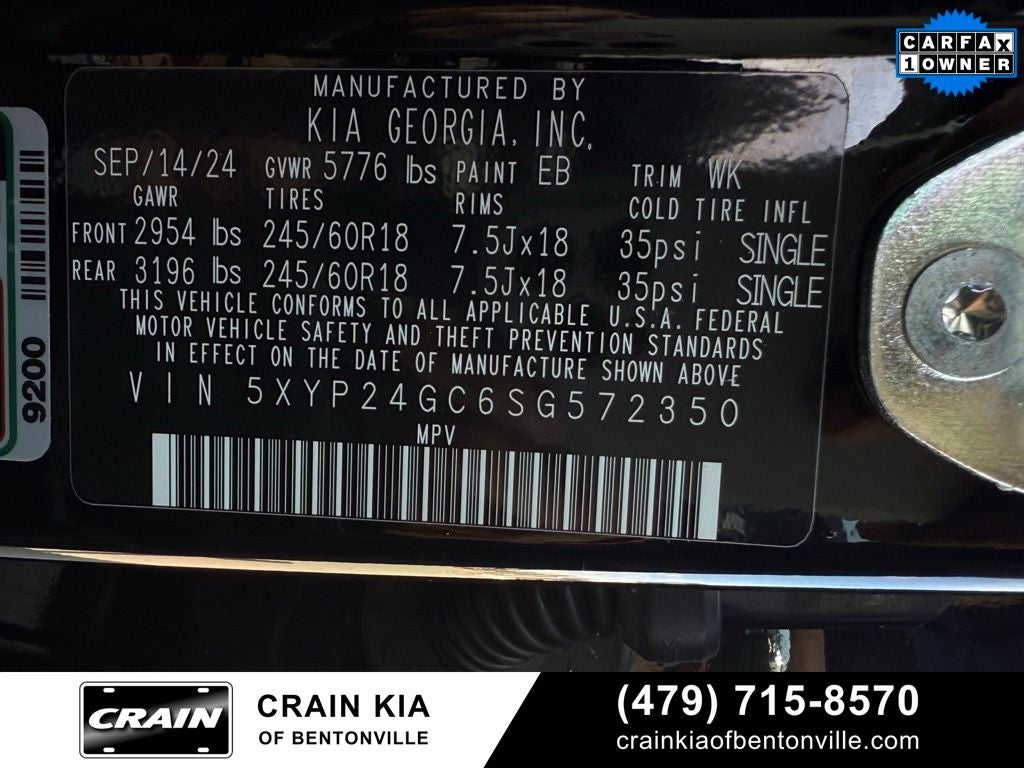 CARFAX
1 OWNER
MANUFACTURED BY
KIA GEORGIA, INC.
SEP/14/24 GVWR 5776 lbs PAINT EB TRIM WK
GAWR TIRES RIMS COLD TIRE INFL
FRONT 2954 lbs 245/60R18 7.5Jx18 35psi SINGLE
REAR 3196 lbs 245/60R18 7.5Jx18 35psi SINGLE
THIS VEHICLE CONFORMS TO ALL APPLICABLE U.S.A. FEDERAL
MOTOR VEHICLE SAFETY AND THEFT PREVENTION STANDARDS
IN EFFECT ON THE DATE OF MANUFACTURE SHOWN ABOVE
VIN 5XYP24GC6SG572350
MPV
9200
CRAIN
CRAIN KIA
OF BENTONVILLE
(479) 715-8570
crainkiaofbentonville.com